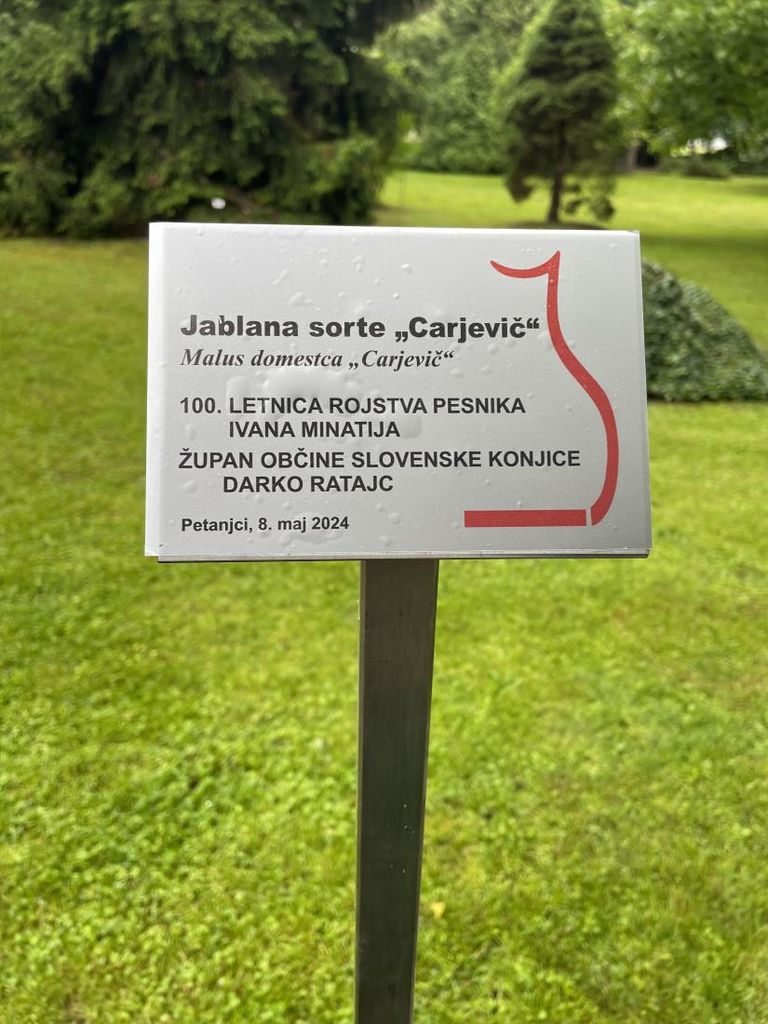 Jablana sorte „Carjevič“
Malus domestca „Carjevič“
100. LETNICA ROJSTVA PESNIKA
IVANA MINATIJA
ŽUPAN OBČINE SLOVENSKE KONJICE
DARKO RATAJC
Petanjci, 8. maj 2024